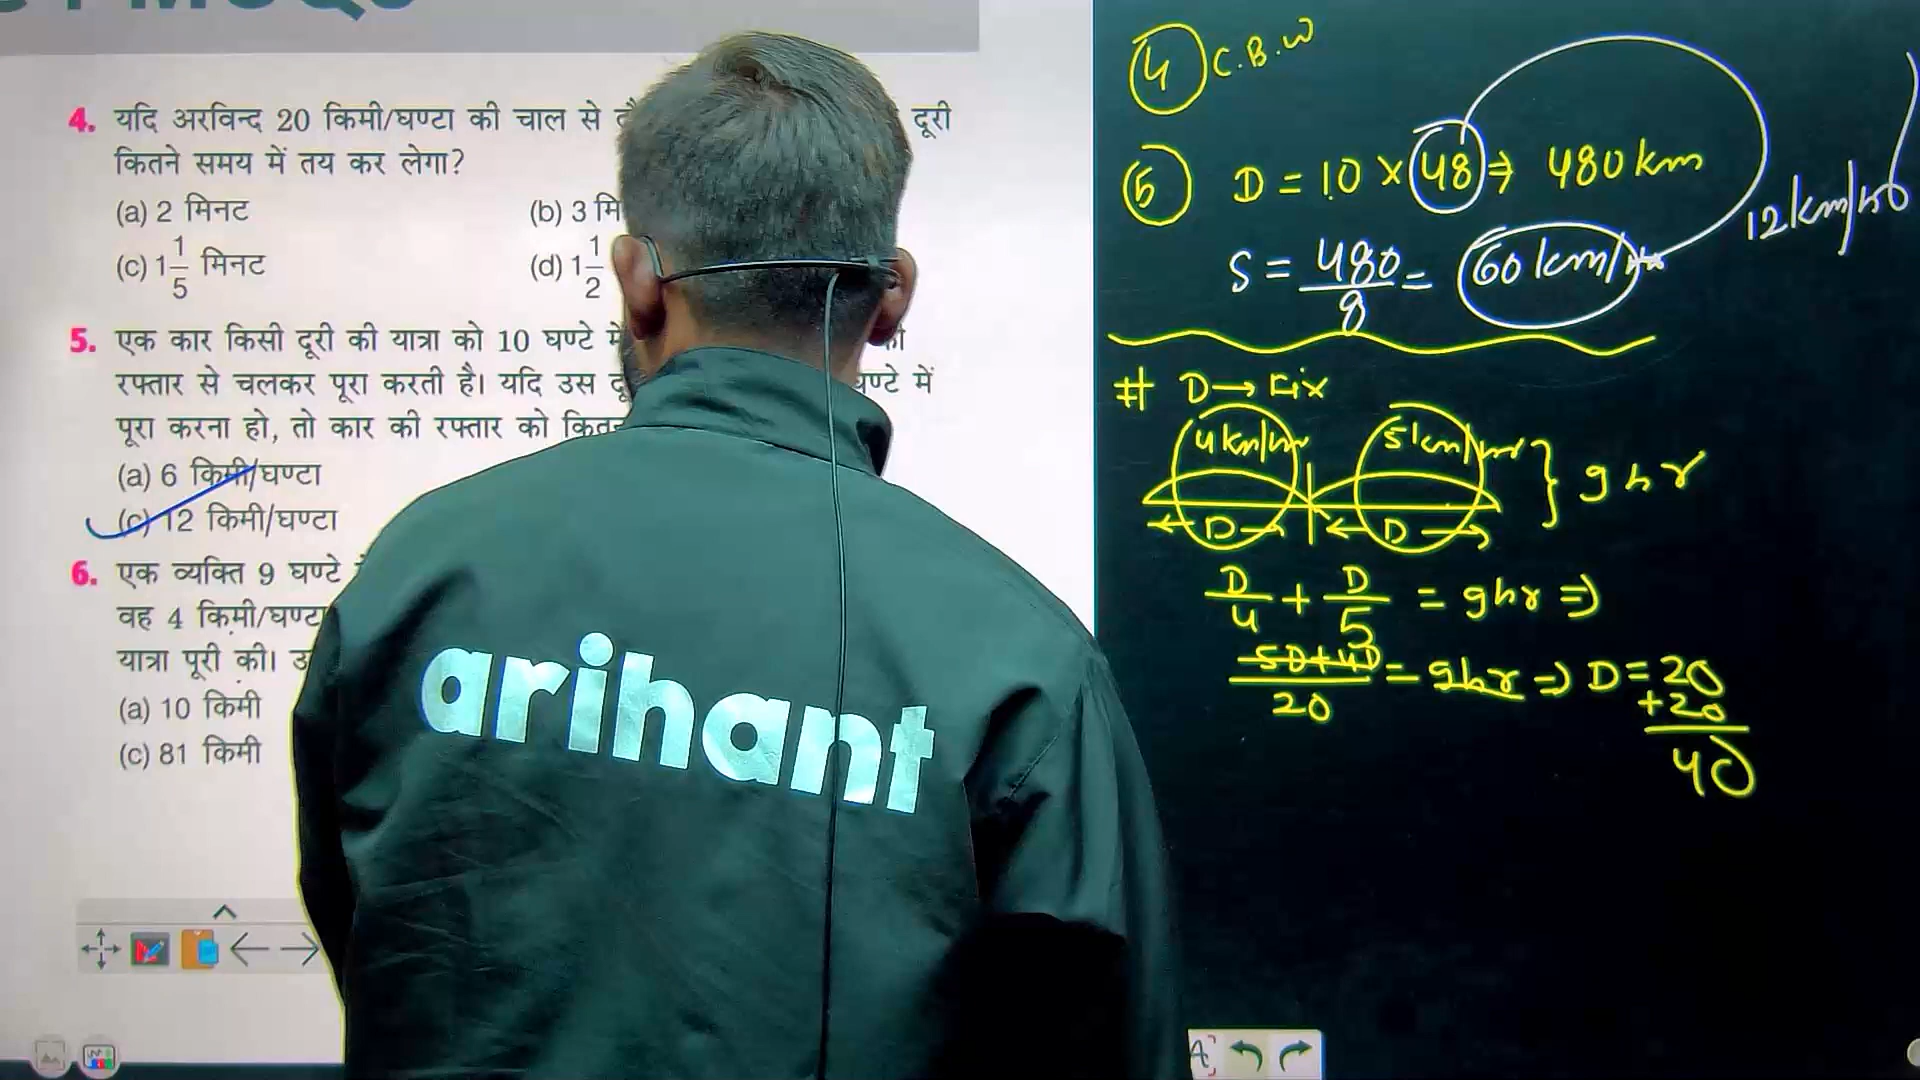 4. यदि अरविन्द 20 किमी/घण्टा की चाल से दूरी
कितने समय में तय कर लेगा?
(a) 2 मिनट (b) 3 मि
(c) 1 1/5 मिनट (d) 1 1/2
5. एक कार किसी दूरी की यात्रा को 10 घण्टे में
रफ्तार से चलकर पूरा करती है। यदि उस घण्टे में
पूरा करना हो, तो कार की रफ्तार को
(a) 6 किमी/घण्टा
(c) 12 किमी/घण्टा
6. एक व्यक्ति 9 घण्टे
वह 4 किमी/घण्टा
यात्रा पूरी की।
(a) 10 किमी
(c) 81 किमी
arihant
4 C.B.W
5 D = 10 × 48 ⇒ 480 km
S = 480/8 = 60 km/hr
12 km/hr
# D → Fix
4 km/hr 5 km/hr } 9 hr
D D
D/4 + D/5 = 9 hr ⇒
5D+4D/20 = 9 hr ⇒ D = 20
+20
40